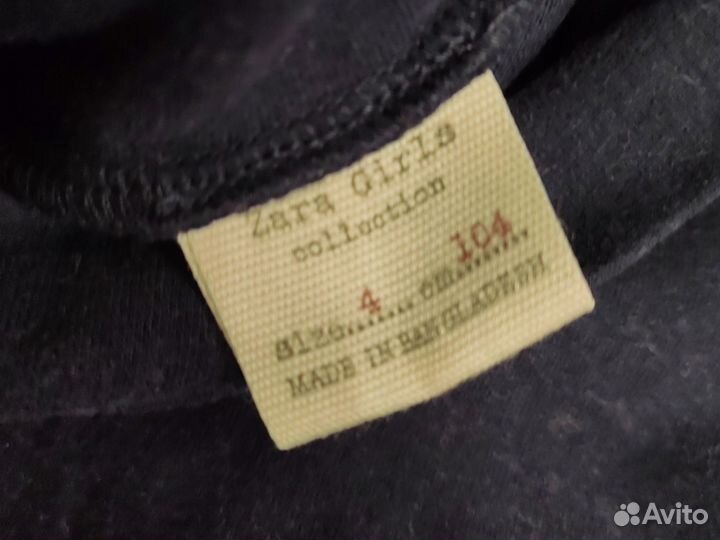 Zara Girls
collection
size....4....cm....104....
MADE IN BANGLADESH
Avito